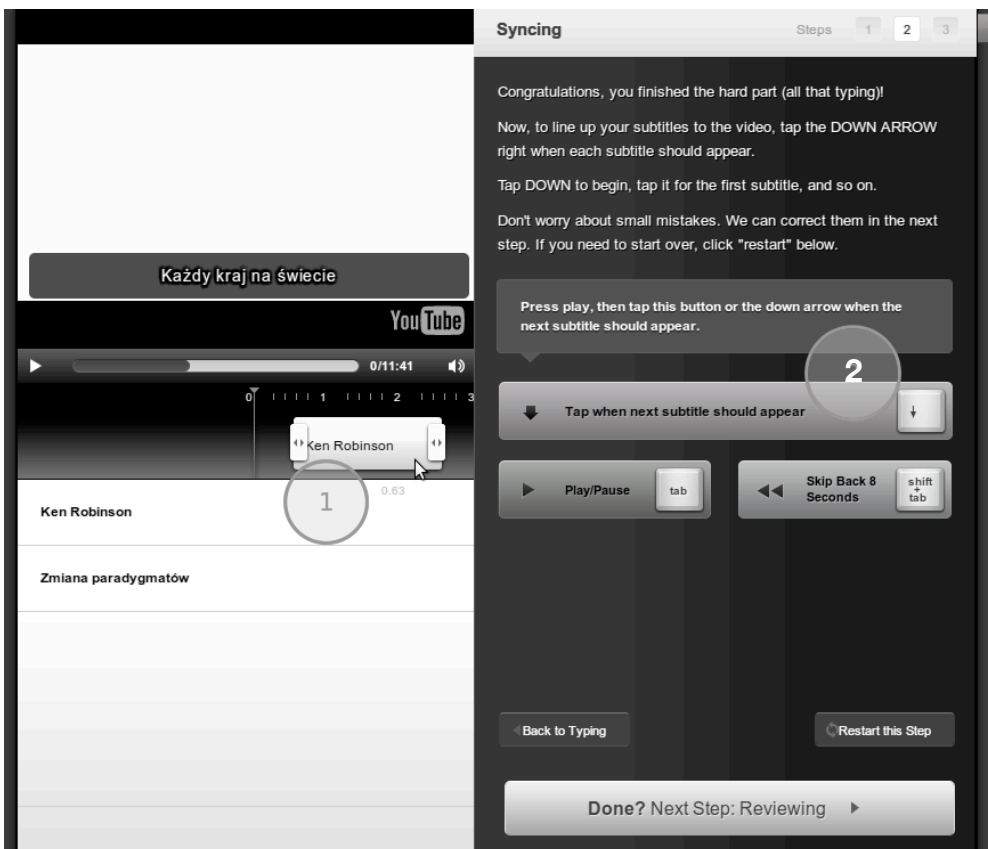 Syncing
Steps 1 2 3
Congratulations, you finished the hard part (all that typing)!
Now, to line up your subtitles to the video, tap the DOWN ARROW
right when each subtitle should appear.
Tap DOWN to begin, tap it for the first subtitle, and so on.
Don't worry about small mistakes. We can correct them in the next
step. If you need to start over, click "restart" below.
Każdy kraj na świecie
YouTube
0/11:41
0 1 2 3
Ken Robinson
1
0.63
Ken Robinson
Zmiana paradygmatów
Press play, then tap this button or the down arrow when the
next subtitle should appear.
2
Tap when next subtitle should appear
Play/Pause
tab
Skip Back 8
Seconds
shift
+
tab
Back to Typing
Restart this Step
Done? Next Step: Reviewing